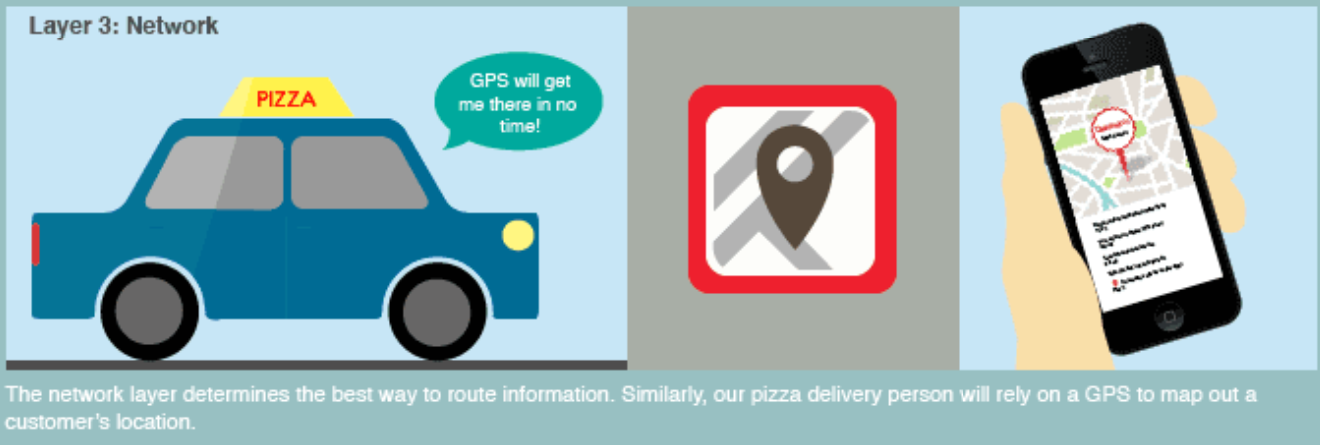 Layer 3: Network
PIZZA
GPS will get
me there in no
time!
The network layer determines the best way to route information. Similarly, our pizza delivery person will rely on a GPS to map out a
customer's location.